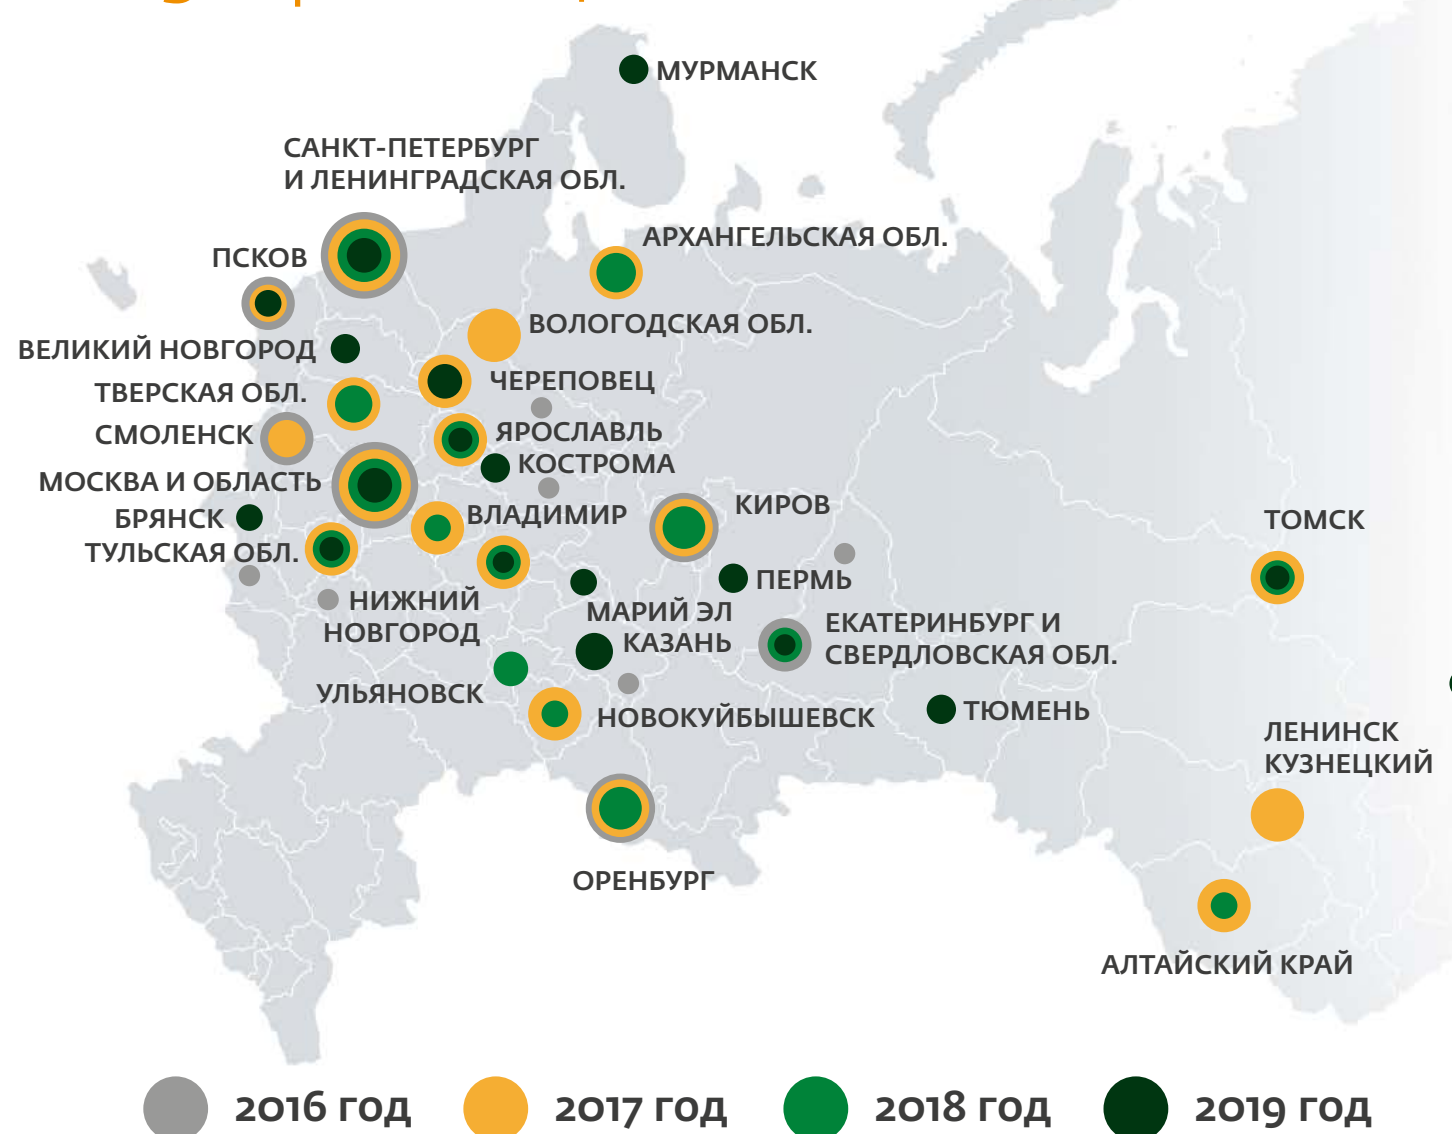 МУРМАНСК
САНКТ-ПЕТЕРБУРГ
И ЛЕНИНГРАДСКАЯ ОБЛ.
АРХАНГЕЛЬСКАЯ ОБЛ.
ПСКОВ
ВОЛОГОДСКАЯ ОБЛ.
ВЕЛИКИЙ НОВГОРОД
ЧЕРЕПОВЕЦ
ТВЕРСКАЯ ОБЛ.
СМОЛЕНСК
ЯРОСЛАВЛЬ
КОСТРОМА
МОСКВА И ОБЛАСТЬ
КИРОВ
БРЯНСК
ВЛАДИМИР
ТОМСК
ТУЛЬСКАЯ ОБЛ.
ПЕРМЬ
НИЖНИЙ
НОВГОРОД
МАРИЙ ЭЛ
КАЗАНЬ
ЕКАТЕРИНБУРГ И
СВЕРДЛОВСКАЯ ОБЛ.
УЛЬЯНОВСК
НОВОКУЙБЫШЕВСК
ТЮМЕНЬ
ЛЕНИНСК
КУЗНЕЦКИЙ
ОРЕНБУРГ
АЛТАЙСКИЙ КРАЙ
2016 год
2017 год
2018 год
2019 год